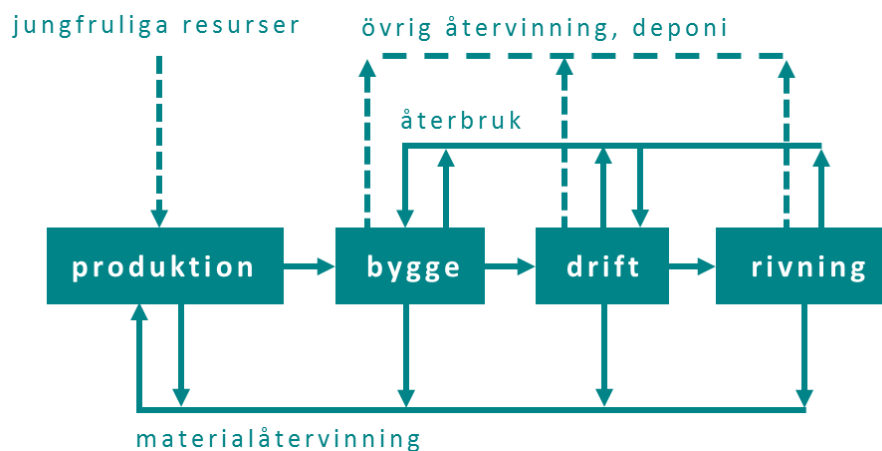 jungfruliga resurser
övrig återvinning, deponi
återbruk
produktion
bygge
drift
rivning
materialåtervinning